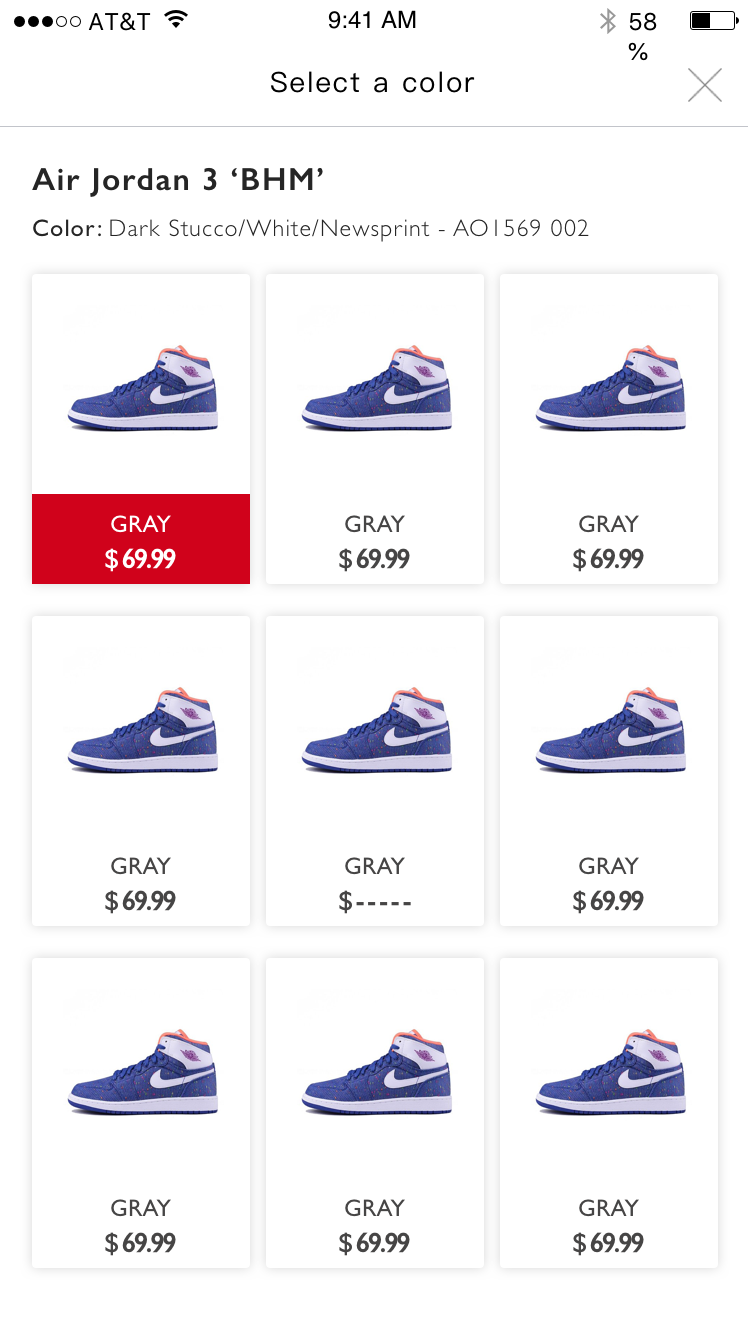 ●●●○○ AT&T 9:41 AM 58
%
Select a color
Air Jordan 3 ‘BHM’
Color: Dark Stucco/White/Newsprint - AO1569 002
GRAY GRAY GRAY
$69.99 $69.99 $69.99
GRAY GRAY GRAY
$69.99 $----- $69.99
GRAY GRAY GRAY
$69.99 $69.99 $69.99